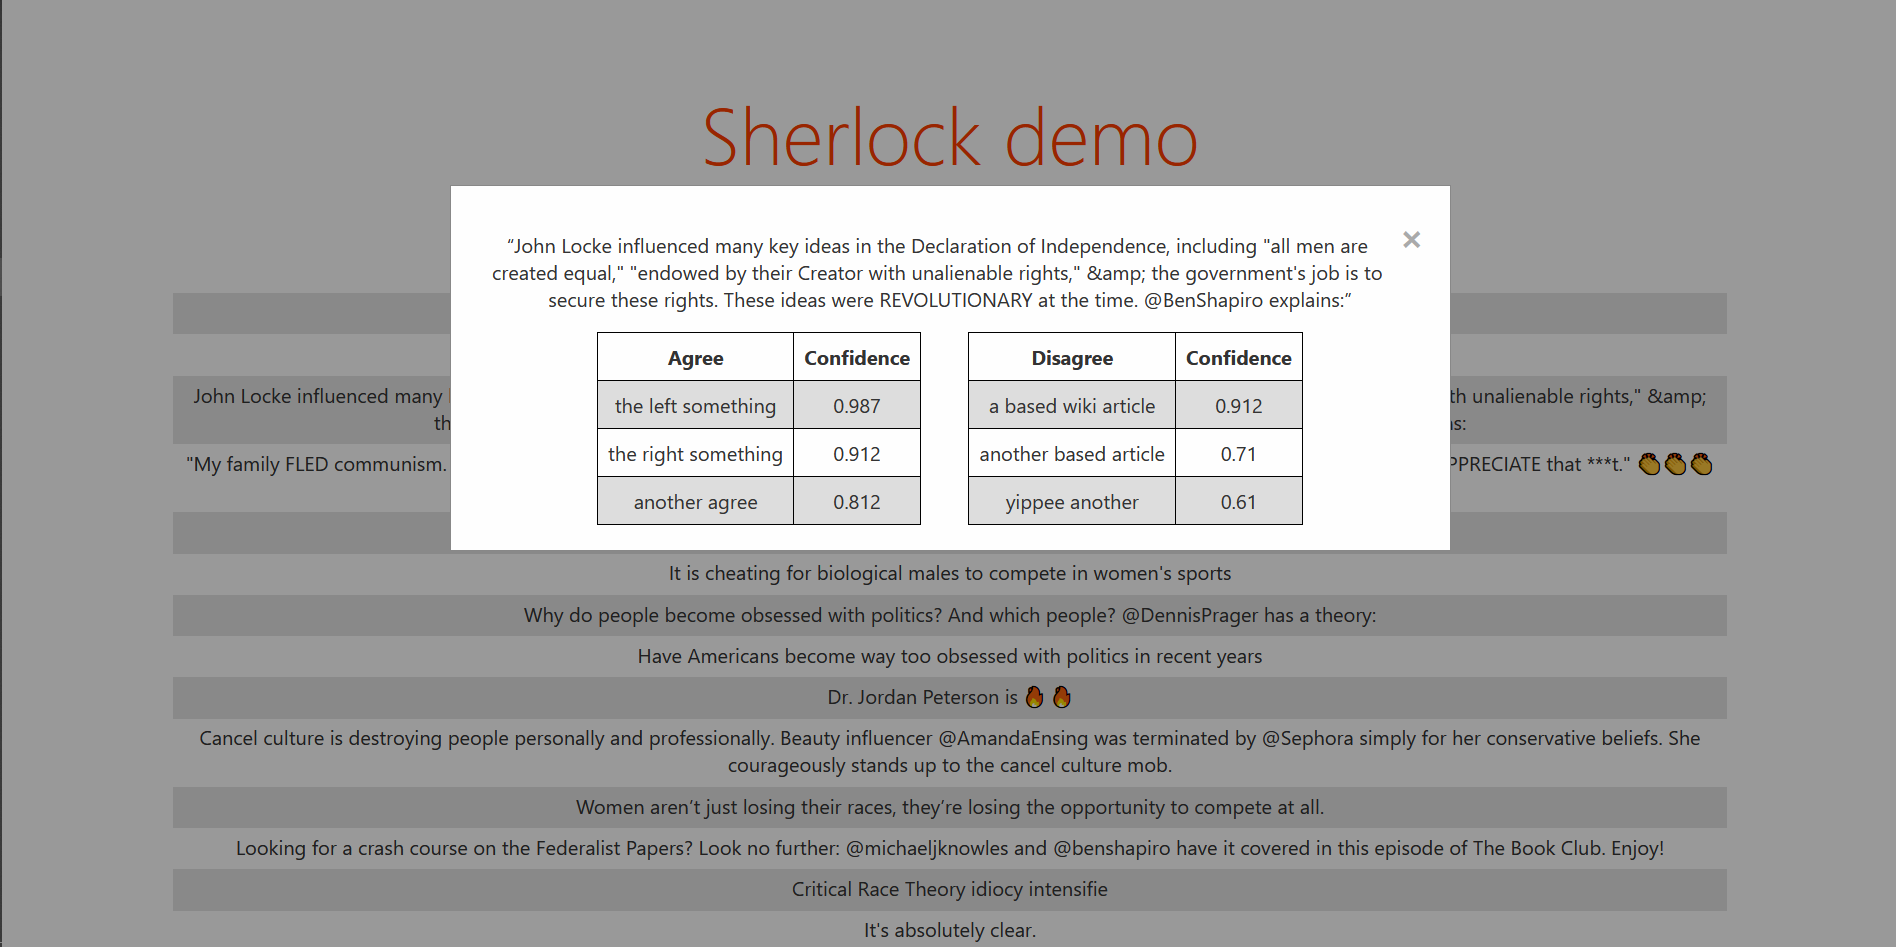 Sherlock demo
×
“John Locke influenced many key ideas in the Declaration of Independence, including "all men are
created equal," "endowed by their Creator with unalienable rights," &amp; the government's job is to
secure these rights. These ideas were REVOLUTIONARY at the time. @BenShapiro explains:”
Agree Confidence Disagree Confidence
the left something 0.987 a based wiki article 0.912
the right something 0.912 another based article 0.71
another agree 0.812 yippee another 0.61
John Locke influenced many th unalienable rights," &amp;
th ns:
"My family FLED communism. PPRECIATE that ***t." 👏👏👏
It is cheating for biological males to compete in women's sports
Why do people become obsessed with politics? And which people? @DennisPrager has a theory:
Have Americans become way too obsessed with politics in recent years
Dr. Jordan Peterson is 🔥 🔥
Cancel culture is destroying people personally and professionally. Beauty influencer @AmandaEnsing was terminated by @Sephora simply for her conservative beliefs. She
courageously stands up to the cancel culture mob.
Women aren’t just losing their races, they’re losing the opportunity to compete at all.
Looking for a crash course on the Federalist Papers? Look no further: @michaeljknowles and @benshapiro have it covered in this episode of The Book Club. Enjoy!
Critical Race Theory idiocy intensifie
It's absolutely clear.